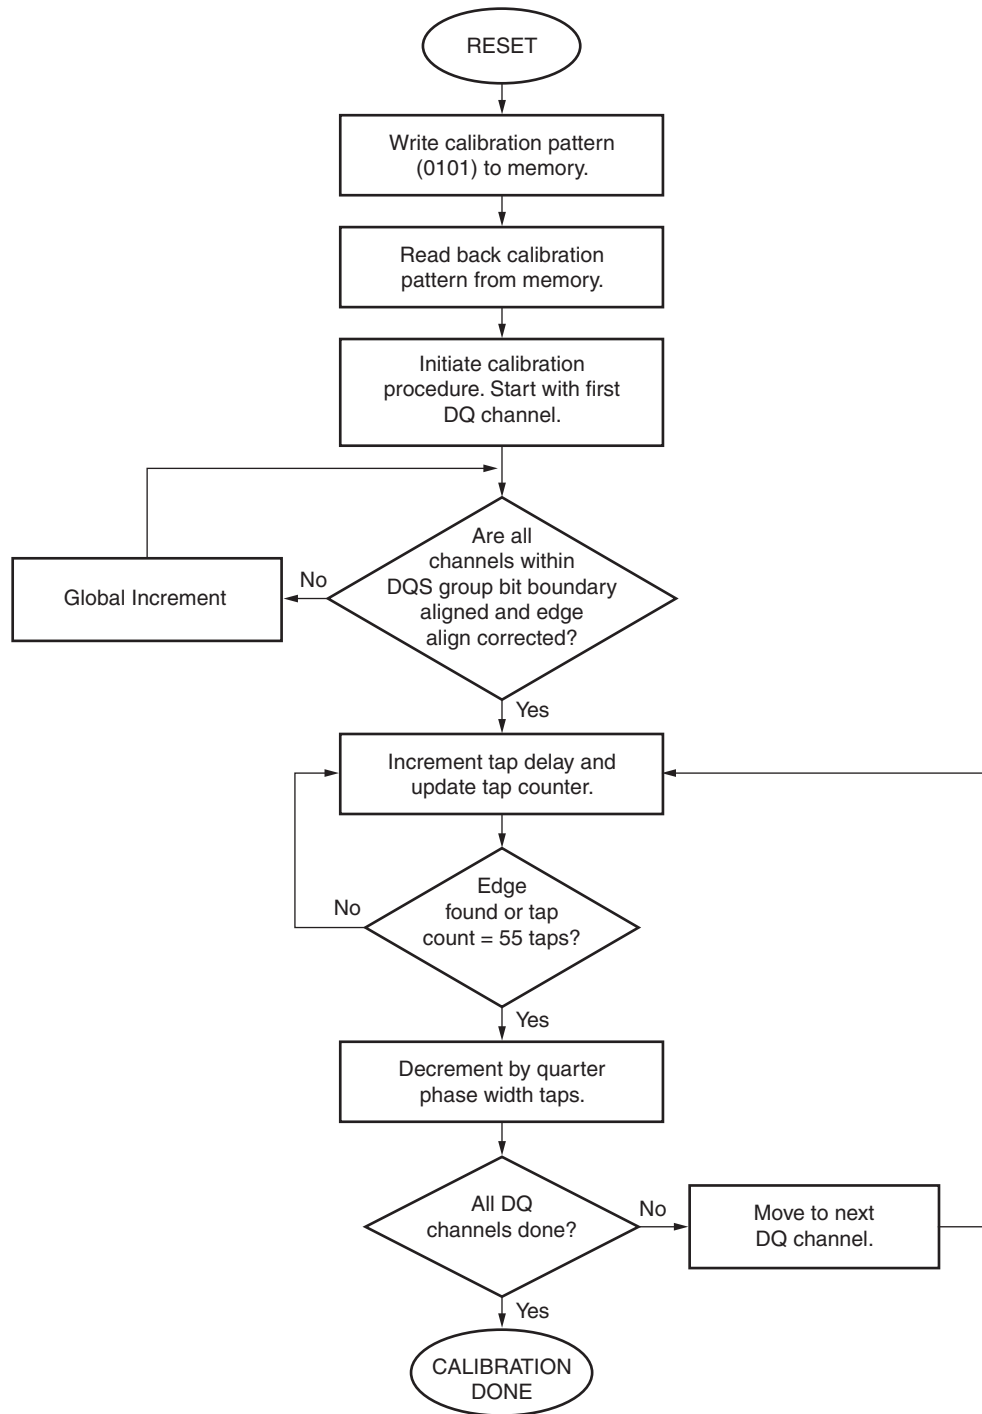 RESET
Write calibration pattern
(0101) to memory.
Read back calibration
pattern from memory.
Initiate calibration
procedure. Start with first
DQ channel.
Are all
channels within
DQS group bit boundary
aligned and edge
align corrected?
No
Global Increment
Yes
Increment tap delay and
update tap counter.
Edge
found or tap
count = 55 taps?
No
Yes
Decrement by quarter
phase width taps.
All DQ
channels done?
No
Move to next
DQ channel.
Yes
CALIBRATION
DONE